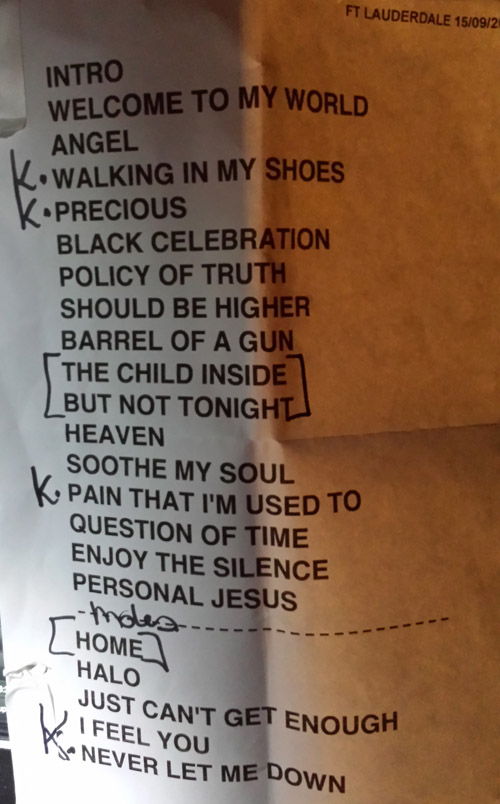 FT LAUDERDALE 15/09/2
INTRO
WELCOME TO MY WORLD
ANGEL
K • WALKING IN MY SHOES
K • PRECIOUS
BLACK CELEBRATION
POLICY OF TRUTH
SHOULD BE HIGHER
BARREL OF A GUN
[THE CHILD INSIDE
BUT NOT TONIGHT]
HEAVEN
SOOTHE MY SOUL
K • PAIN THAT I'M USED TO
QUESTION OF TIME
ENJOY THE SILENCE
PERSONAL JESUS
[HOME]
HALO
JUST CAN'T GET ENOUGH
K • I FEEL YOU
• NEVER LET ME DOWN